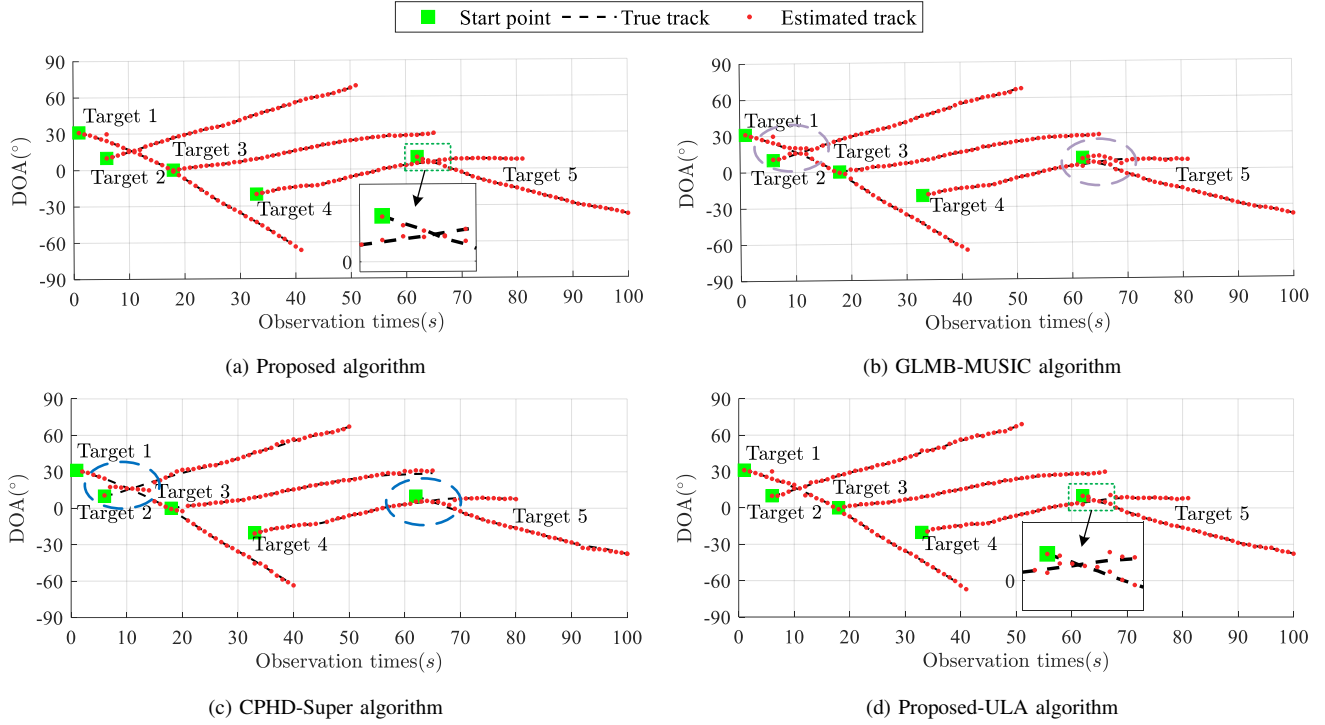 Start point True track Estimated track
90
60
30
0
-30
-60
-90
DOA(°)
Target 1
Target 2
Target 3
Target 4
Target 5
0
0 10 20 30 40 50 60 70 80 90 100
Observation times(s)
(a) Proposed algorithm
90
60
30
0
-30
-60
-90
DOA(°)
Target 1
Target 2
Target 3
Target 4
Target 5
0 10 20 30 40 50 60 70 80 90 100
Observation times(s)
(b) GLMB-MUSIC algorithm
90
60
30
0
-30
-60
-90
DOA(°)
Target 1
Target 2
Target 3
Target 4
Target 5
0 10 20 30 40 50 60 70 80 90 100
Observation times(s)
(c) CPHD-Super algorithm
90
60
30
0
-30
-60
-90
DOA(°)
Target 1
Target 2
Target 3
Target 4
Target 5
0
0 10 20 30 40 50 60 70 80 90 100
Observation times(s)
(d) Proposed-ULA algorithm